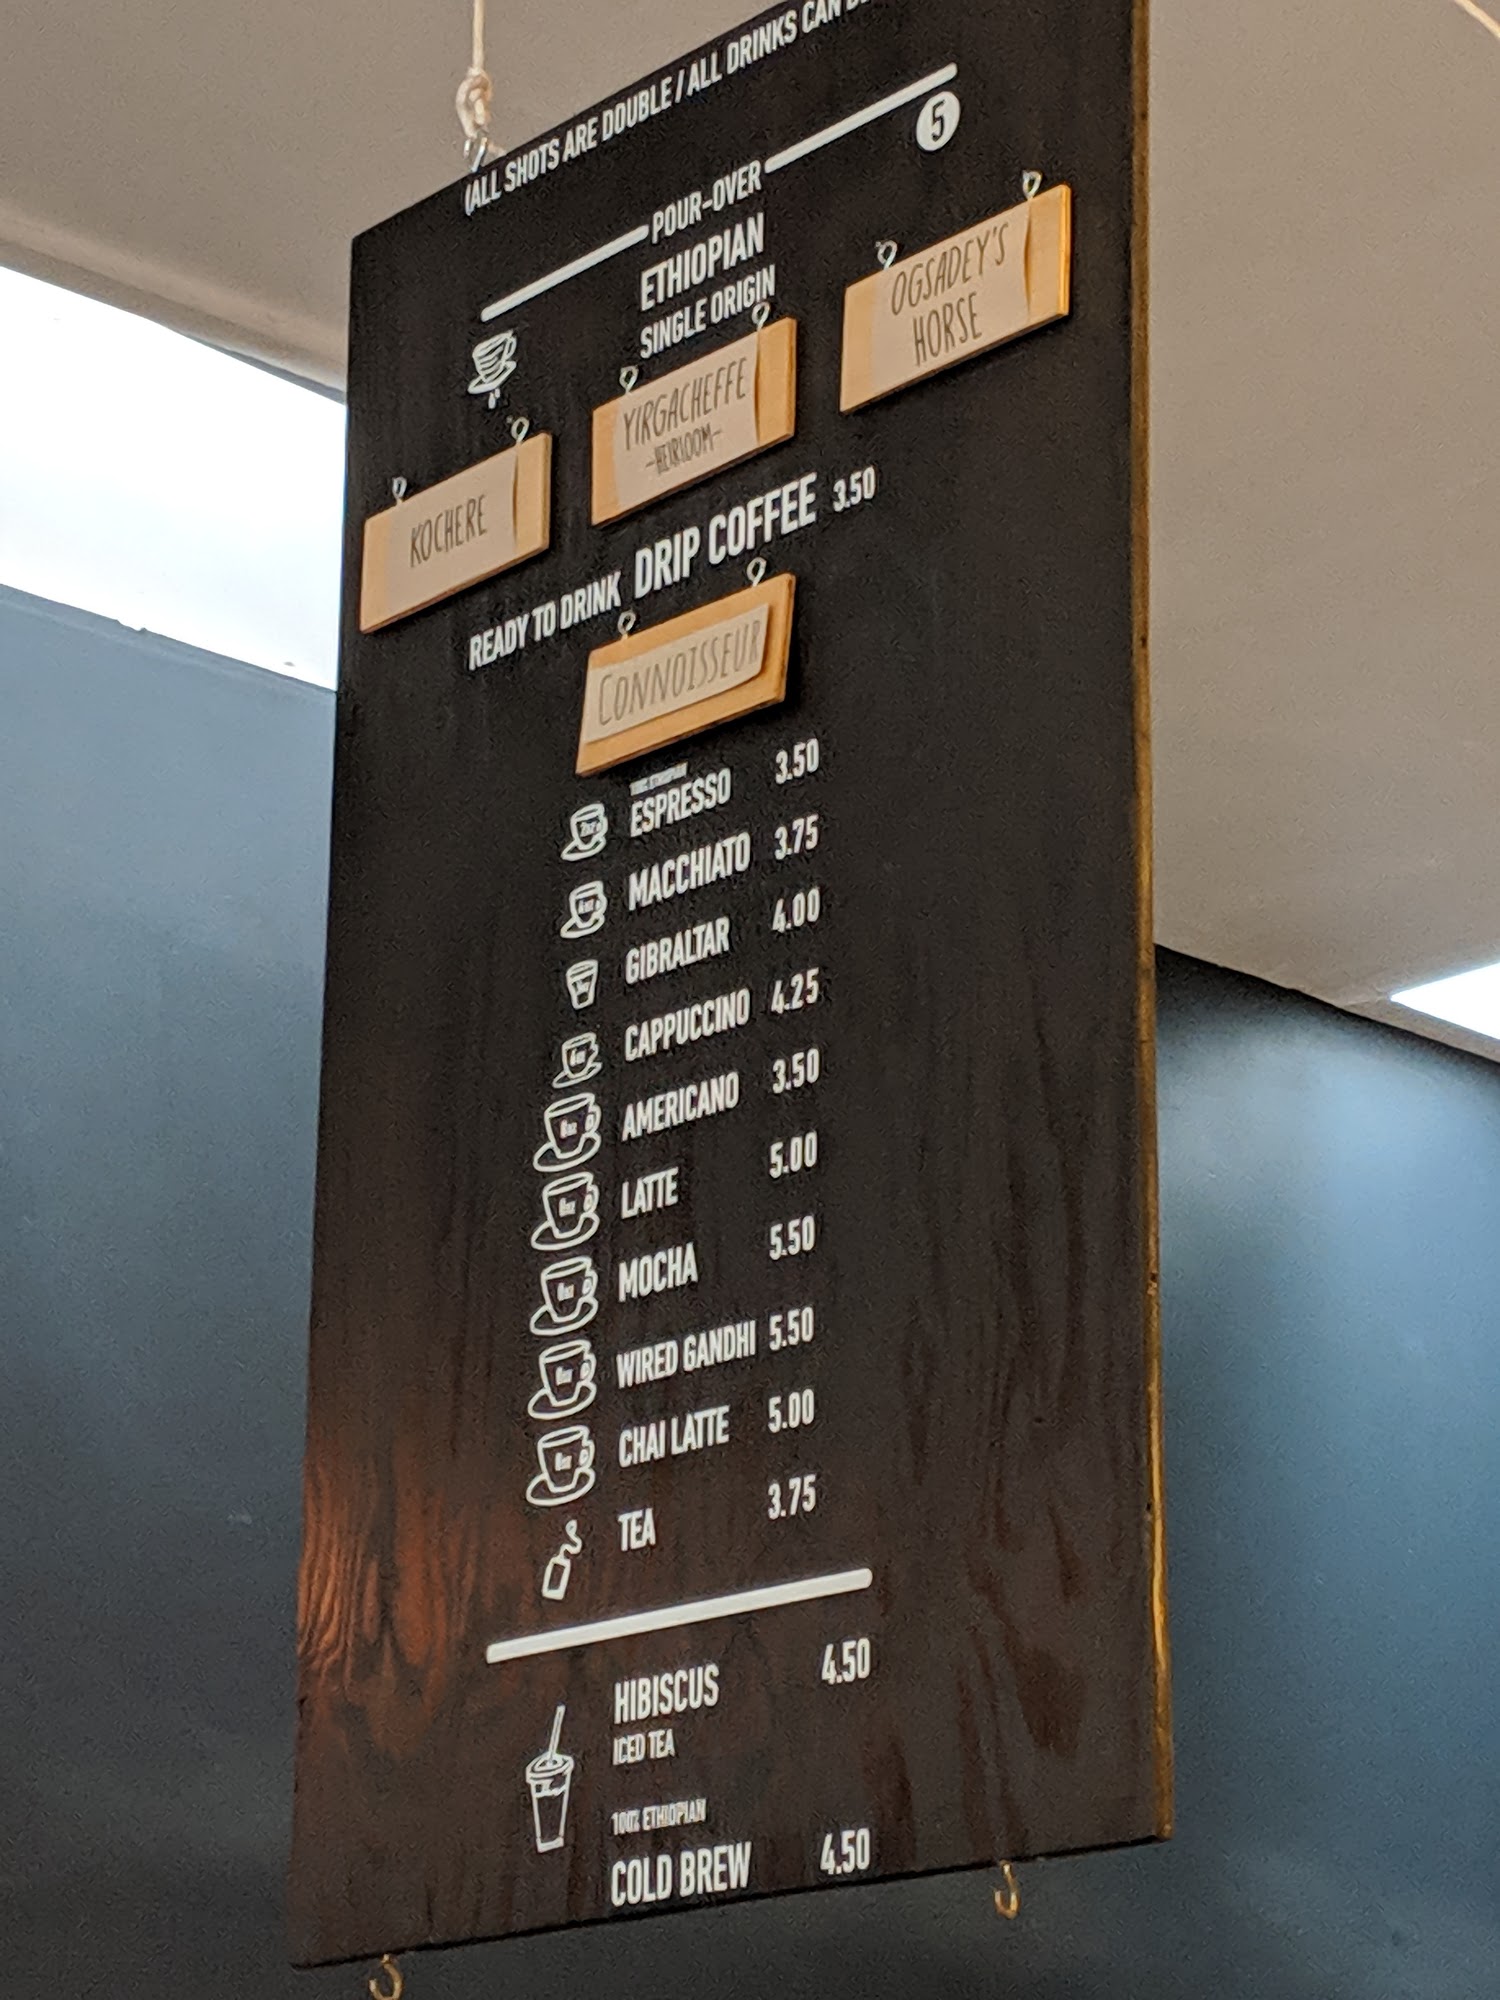 (ALL SHOTS ARE DOUBLE / ALL DRINKS CAN
5
POUR-OVER
ETHIOPIAN
SINGLE ORIGIN
KOCHERE
YIRGACHEFFE
-HEIRLOOM-
OGSADEY'S
HORSE
READY TO DRINK DRIP COFFEE 3.50
CONNOISSEUR
100% ETHIOPIAN
ESPRESSO 3.50
MACCHIATO 3.75
GIBRALTAR 4.00
CAPPUCCINO 4.25
AMERICANO 3.50
LATTE 5.00
MOCHA 5.50
WIRED GANDHI 5.50
CHAI LATTE 5.00
TEA 3.75
HIBISCUS 4.50
ICED TEA
100% ETHIOPIAN
COLD BREW 4.50